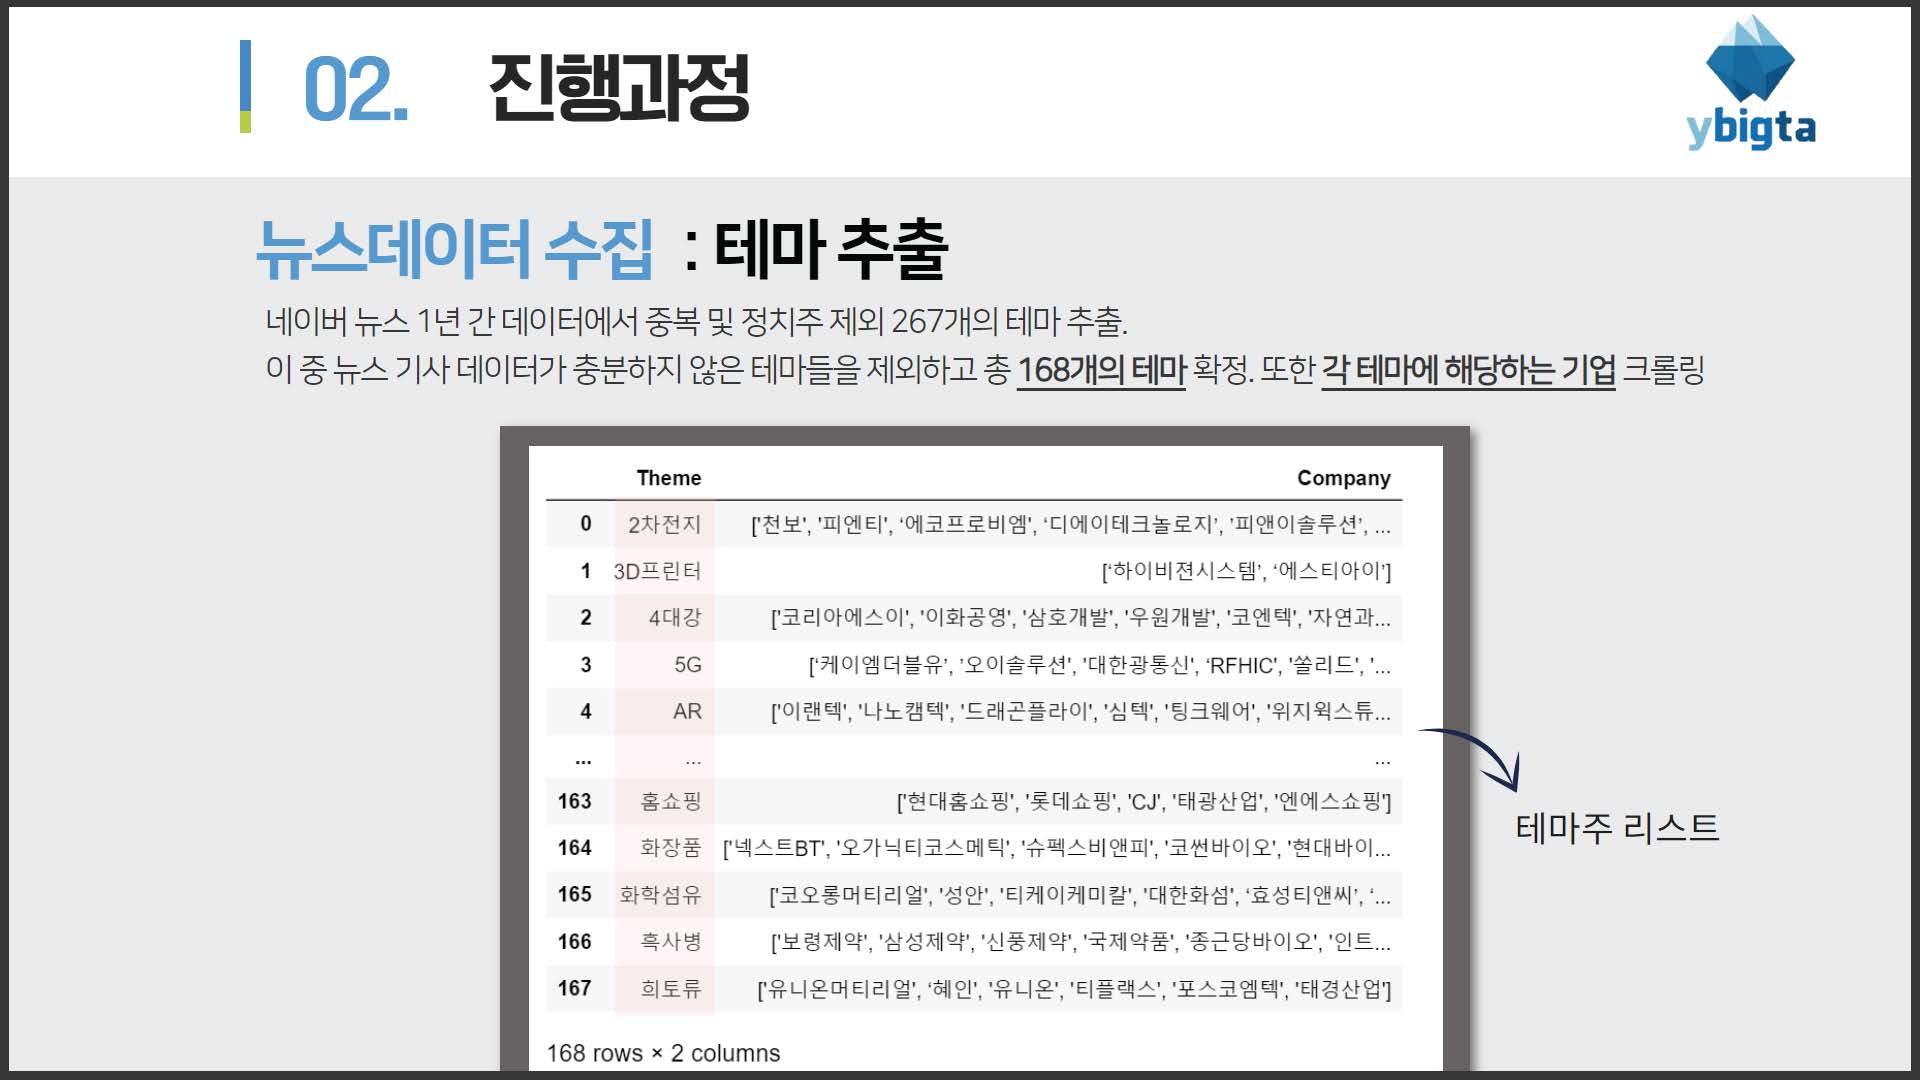 02. 진행과정
ybigta
뉴스데이터 수집 : 테마 추출
네이버 뉴스 1년 간 데이터에서 중복 및 정치주 제외 267개의 테마 추출.
이 중 뉴스 기사 데이터가 충분하지 않은 테마들을 제외하고 총 168개의 테마 확정. 또한 각 테마에 해당하는 기업 크롤링
Theme Company
0 2차전지 ['천보', '피엔티', ‘에코프로비엠', ‘디에이테크놀로지’, ’피앤이솔루션’, ...
1 3D프린터 [‘하이비젼시스템’, ‘에스티아이’]
2 4대강 ['코리아에스이', '이화공영', '삼호개발', '우원개발', '코엔텍', '자연과...
3 5G [‘케이엠더블유’, ’오이솔루션', '대한광통신', ‘RFHIC', '쏠리드', '...
4 AR ['이랜텍', '나노캠텍', '드래곤플라이', '심텍', '팅크웨어', '위지윅스튜...
... ... ...
163 홈쇼핑 ['현대홈쇼핑', '롯데쇼핑', 'CJ', '태광산업', '엔에스쇼핑']
164 화장품 ['넥스트BT', '오가닉티코스메틱', '슈펙스비앤피', '코썬바이오', '현대바이...
165 화학섬유 ['코오롱머티리얼', '성안', '티케이케미칼', '대한화섬', ‘효성티앤씨’, ‘...
166 흑사병 ['보령제약', '삼성제약', '신풍제약', '국제약품', '종근당바이오', '인트...
167 희토류 ['유니온머티리얼', ‘혜인', '유니온', '티플랙스', '포스코엠텍', '태경산업']
168 rows × 2 columns
테마주 리스트